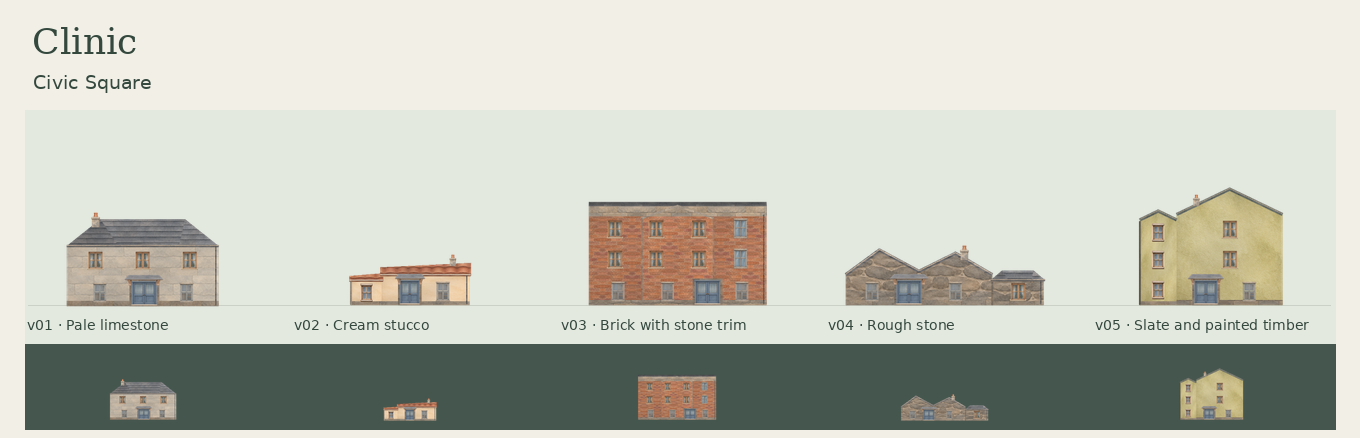 Clinic
Civic Square
v01 · Pale limestone
v02 · Cream stucco
v03 · Brick with stone trim
v04 · Rough stone
v05 · Slate and painted timber